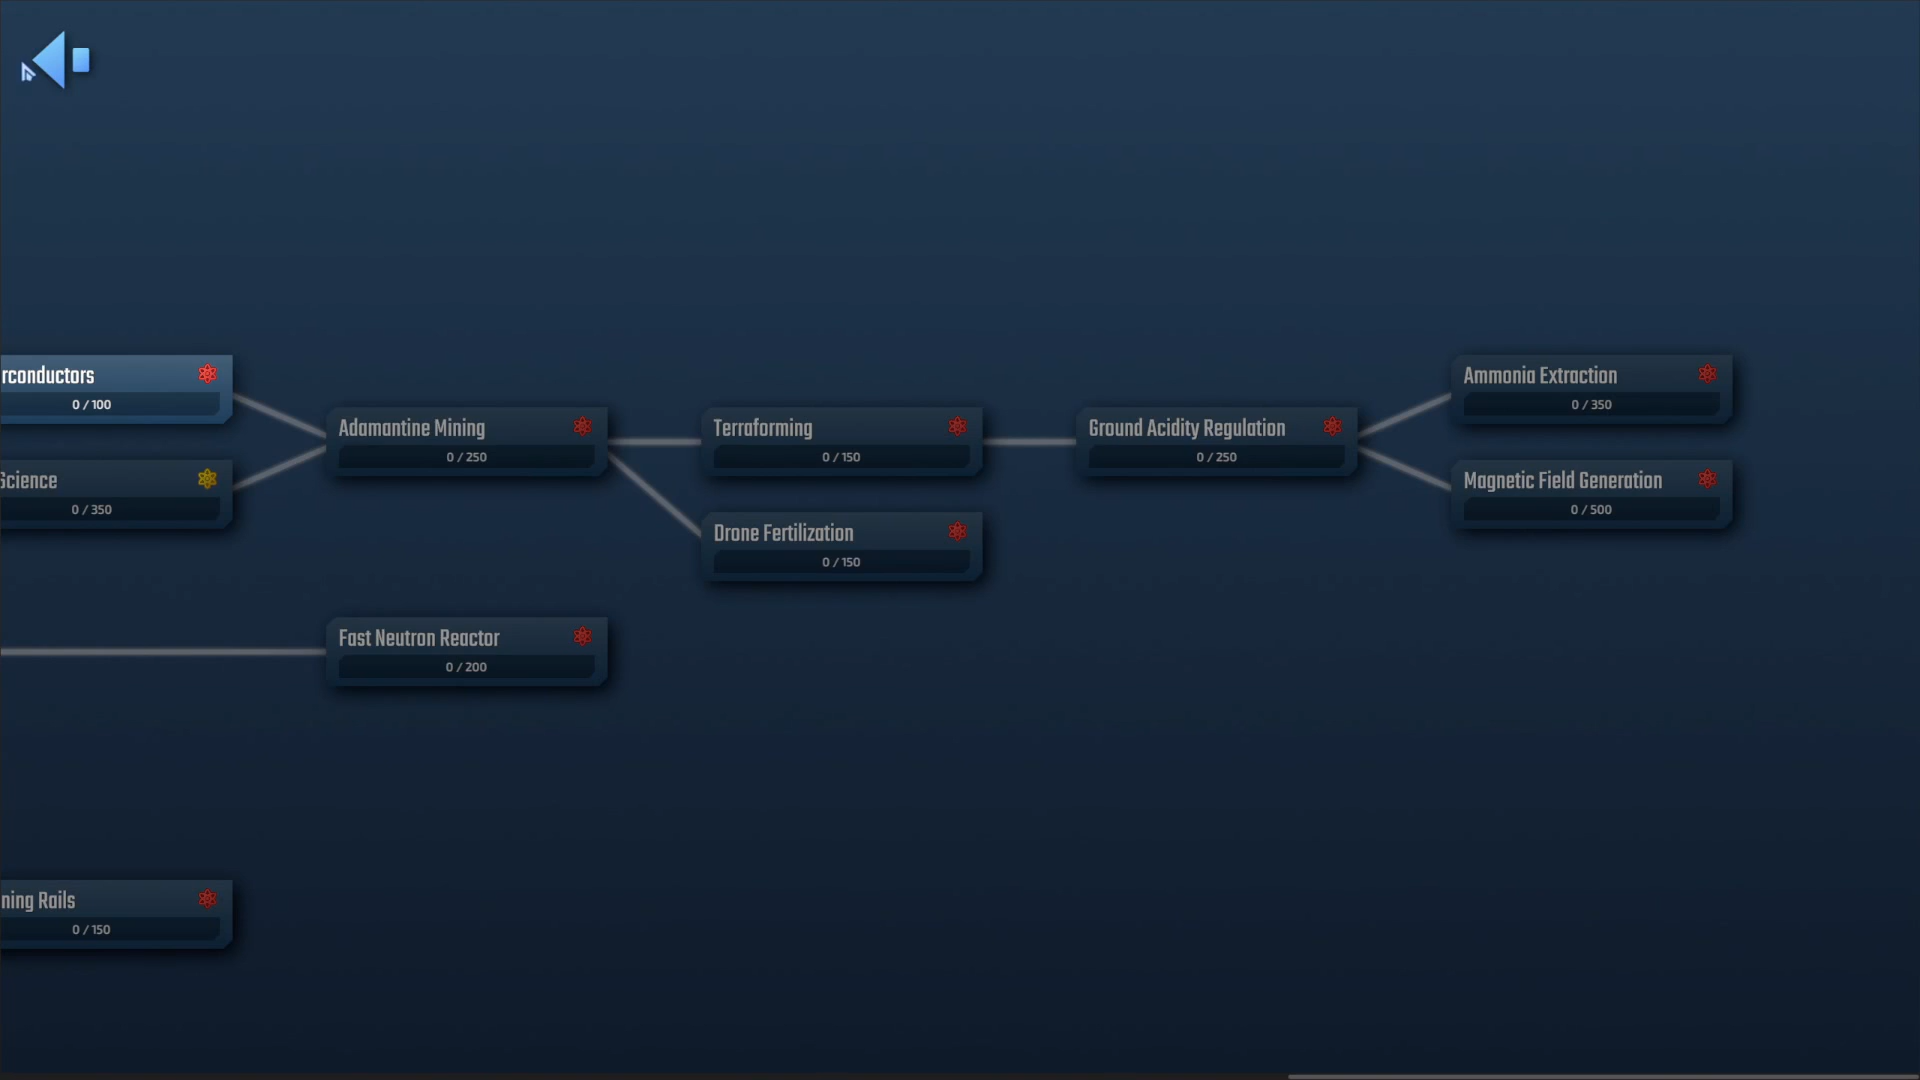 rconductors
0 / 100
Science
0 / 350
Adamantine Mining
0 / 250
Terraforming
0 / 150
Ground Acidity Regulation
0 / 250
Ammonia Extraction
0 / 350
Magnetic Field Generation
0 / 500
Drone Fertilization
0 / 150
Fast Neutron Reactor
0 / 200
ning Rails
0 / 150